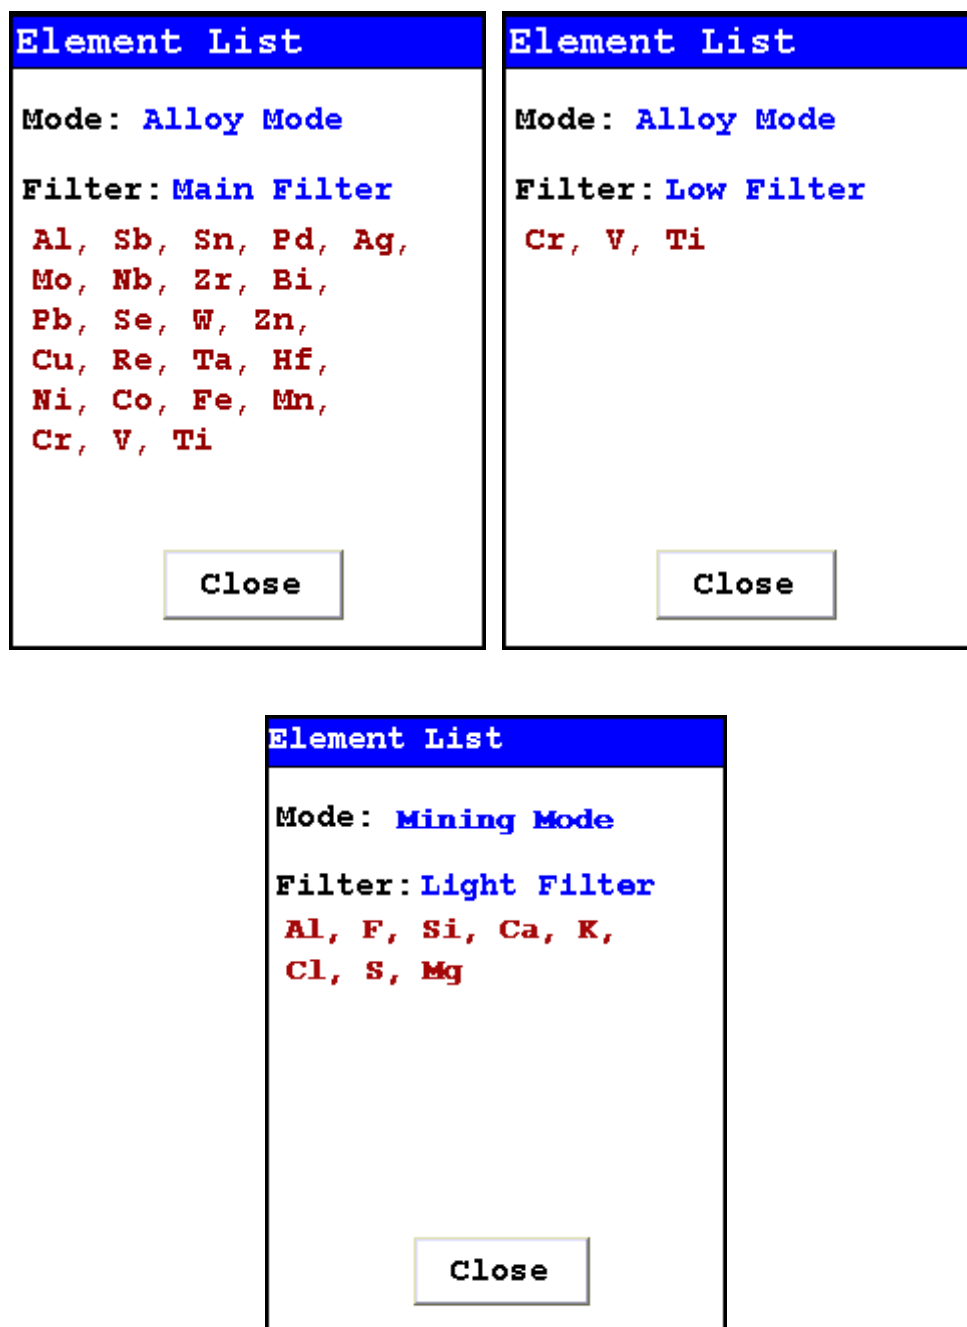 Element List
Mode: Alloy Mode
Filter: Main Filter
Al, Sb, Sn, Pd, Ag,
Mo, Nb, Zr, Bi,
Pb, Se, W, Zn,
Cu, Re, Ta, Hf,
Ni, Co, Fe, Mn,
Cr, V, Ti
Close
Element List
Mode: Alloy Mode
Filter: Low Filter
Cr, V, Ti
Close
Element List
Mode: Mining Mode
Filter: Light Filter
Al, F, Si, Ca, K,
Cl, S, Mg
Close